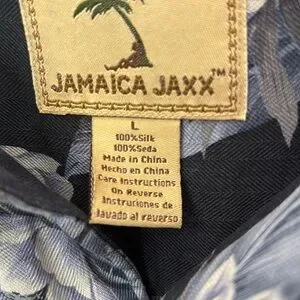 JAMAICA JAXX™
L
100%Silk
100%Seda
Made in China
Hecho en China
Care Instructions
On Reverse
Instruciones de
lavado al reverso